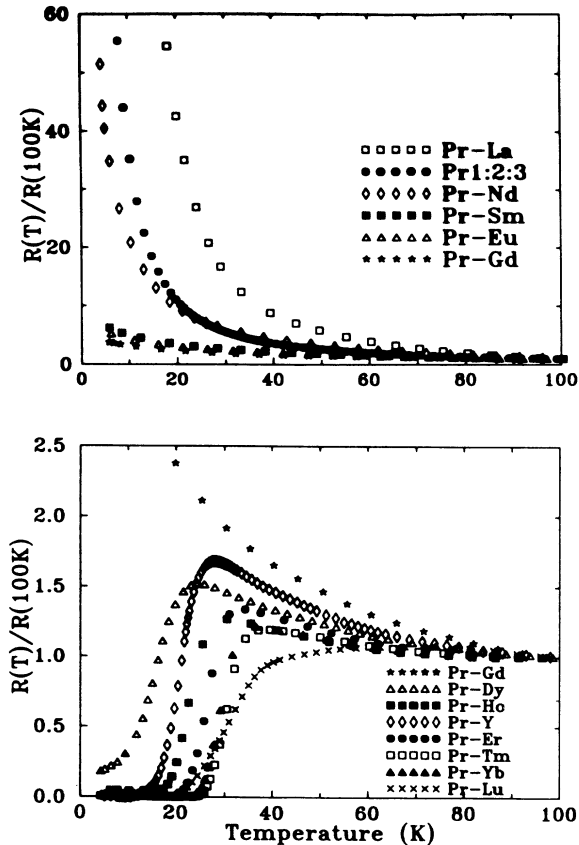 60
40
20
0
R(T)/R(100K)
Pr-La
Pr1:2:3
Pr-Nd
Pr-Sm
Pr-Eu
Pr-Gd
0 20 40 60 80 100
2.5
2.0
1.5
1.0
0.5
0.0
R(T)/R(100K)
Pr-Gd
Pr-Dy
Pr-Ho
Pr-Y
Pr-Er
Pr-Tm
Pr-Yb
Pr-Lu
0 20 40 60 80 100
Temperature (K)